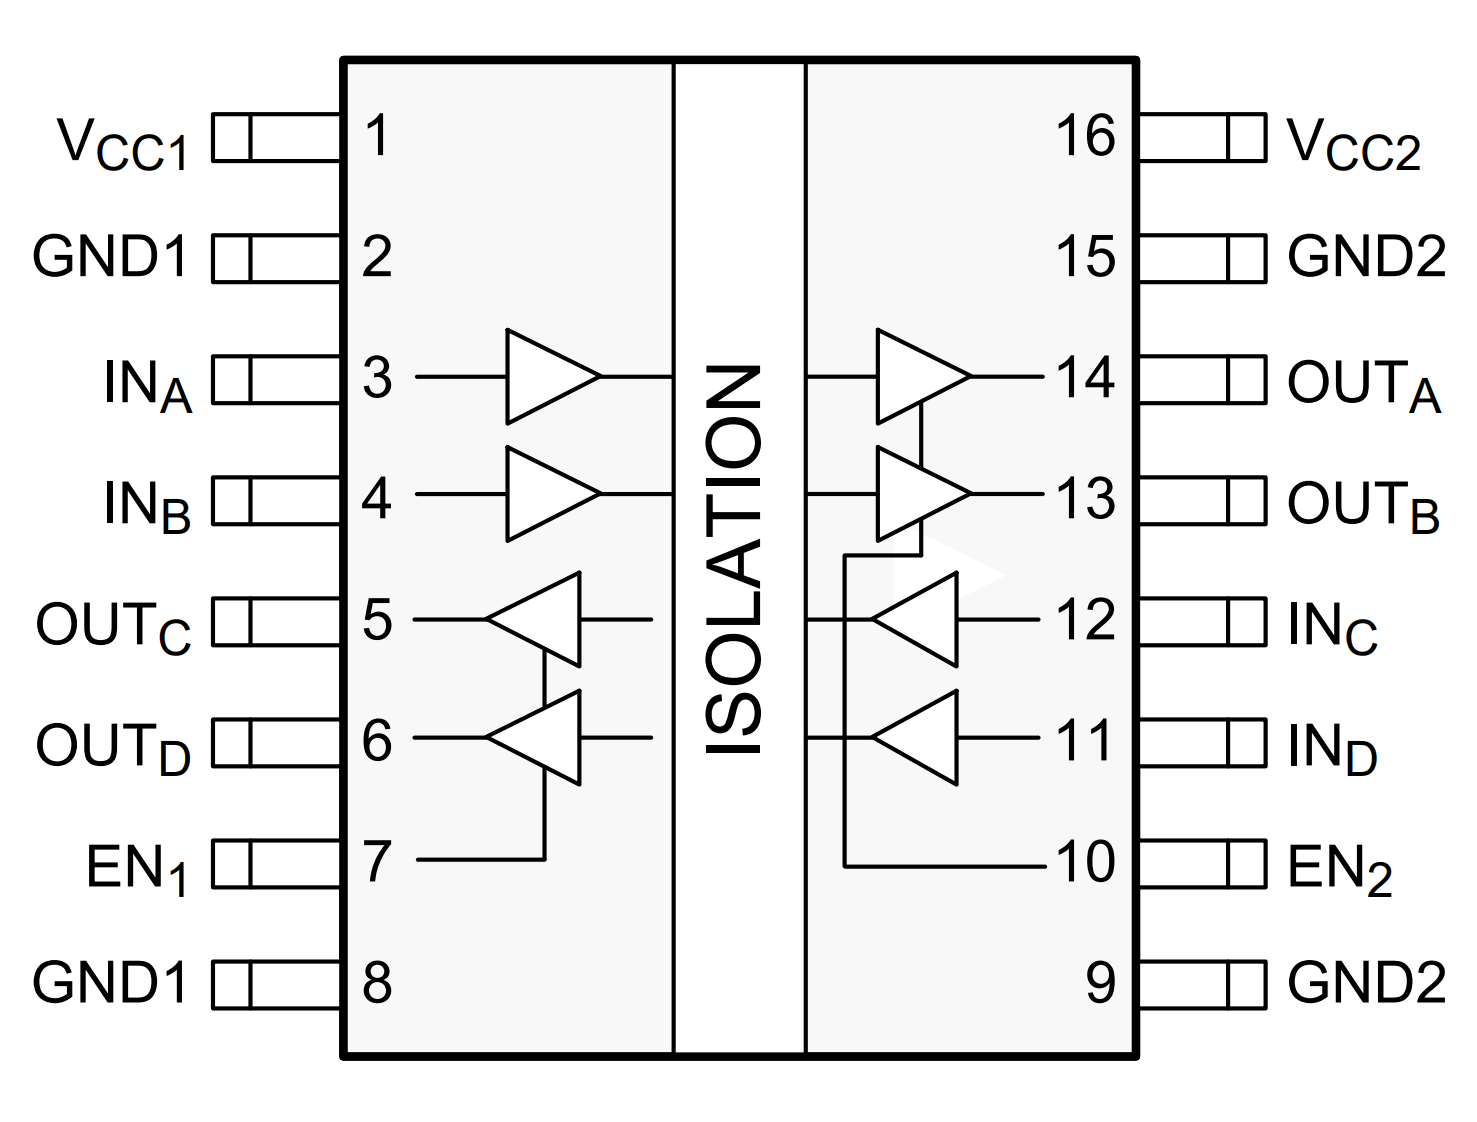 VCC1 1 16 VCC2
GND1 2 15 GND2
INA 3 14 OUTA
INB 4 13 OUTB
OUTC 5 12 INC
OUTD 6 11 IND
EN1 7 10 EN2
GND1 8 9 GND2
ISOLATION